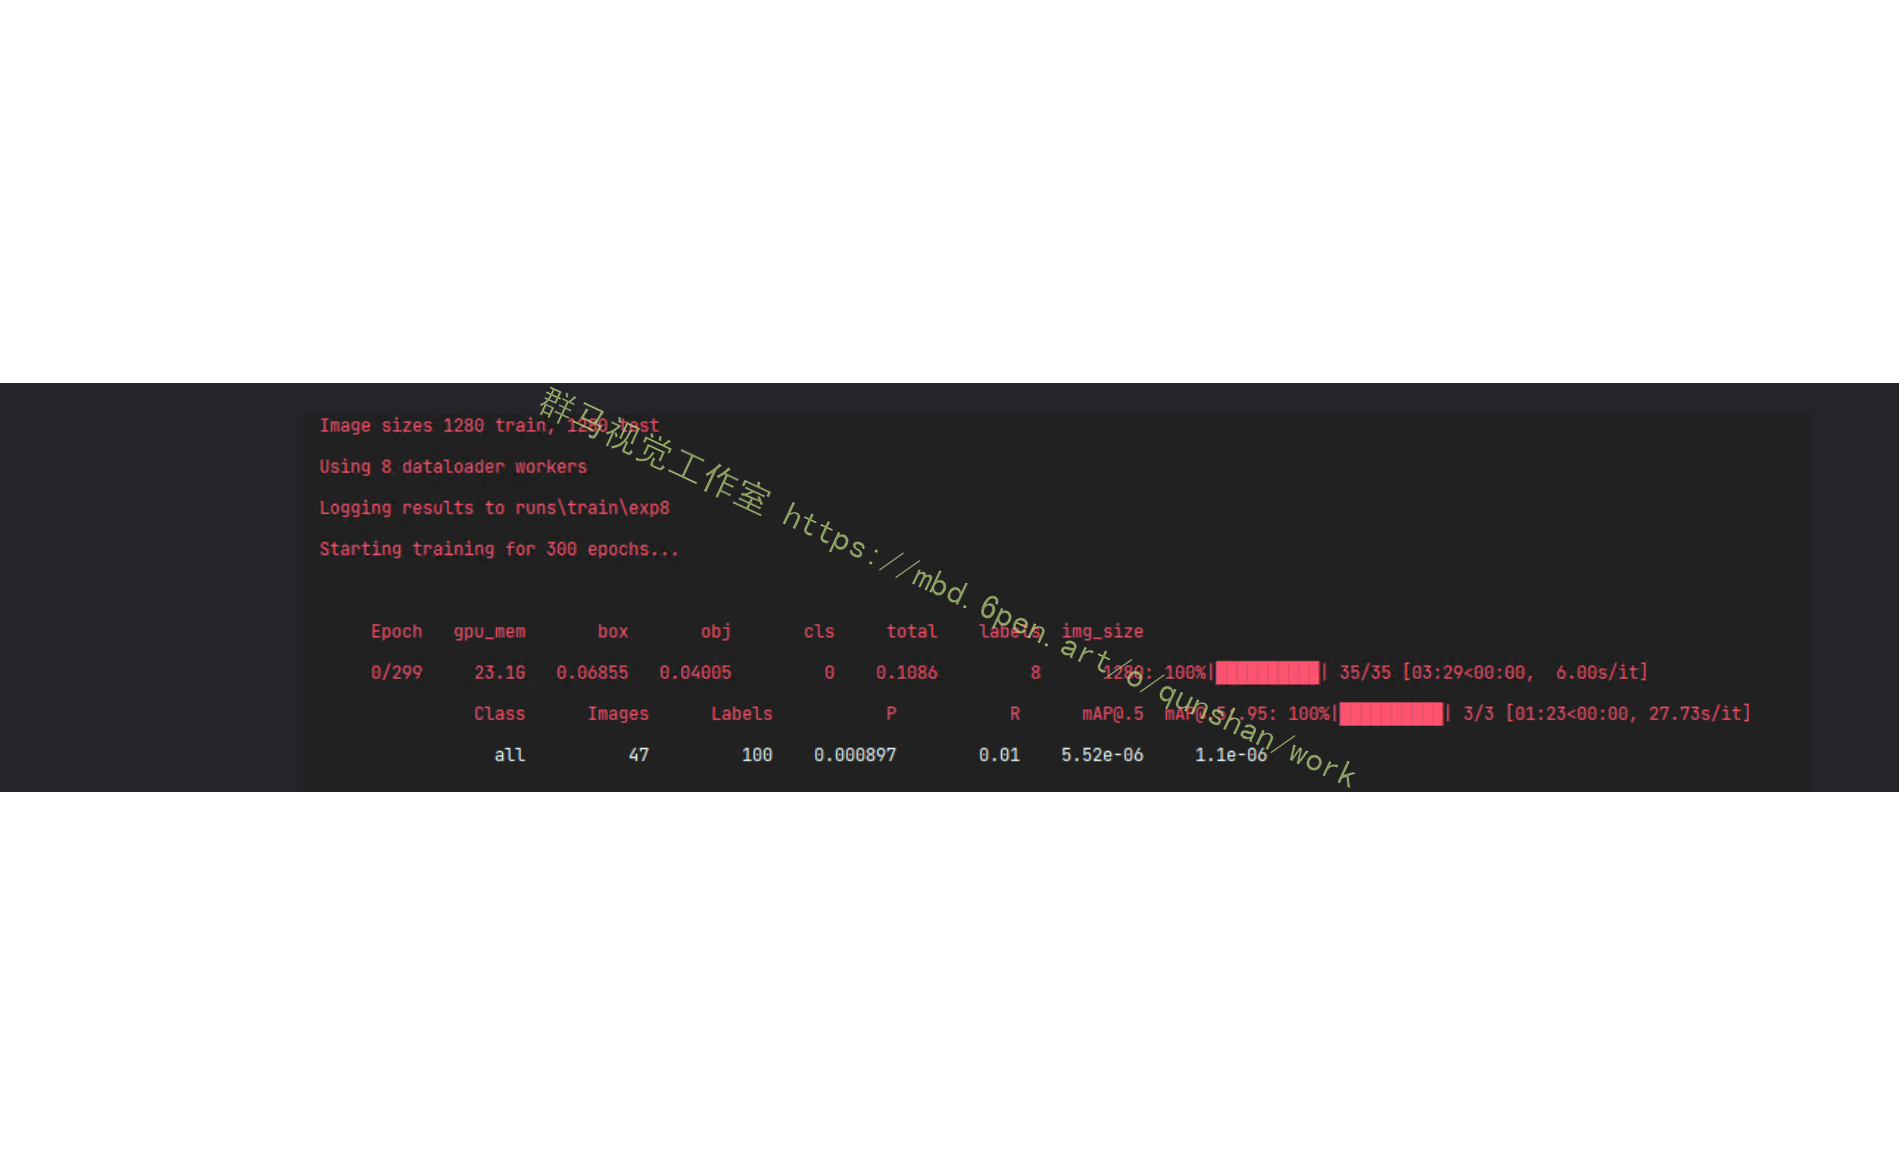 Image sizes 1280 train, 1280 test
Using 8 dataloader workers
Logging results to runs\train\exp8
Starting training for 300 epochs...
Epoch gpu_mem box obj cls total labels img_size
0/299 23.1G 0.06855 0.04005 0 0.1086 8 1280: 100%|██████████| 35/35 [03:29<00:00, 6.00s/it]
Class Images Labels P R mAP@.5 mAP@.5:.95: 100%|██████████| 3/3 [01:23<00:00, 27.73s/it]
all 47 100 0.000897 0.01 5.52e-06 1.1e-06
群马视觉工作室 https://mbd.6pen.art/o/qunshan/work